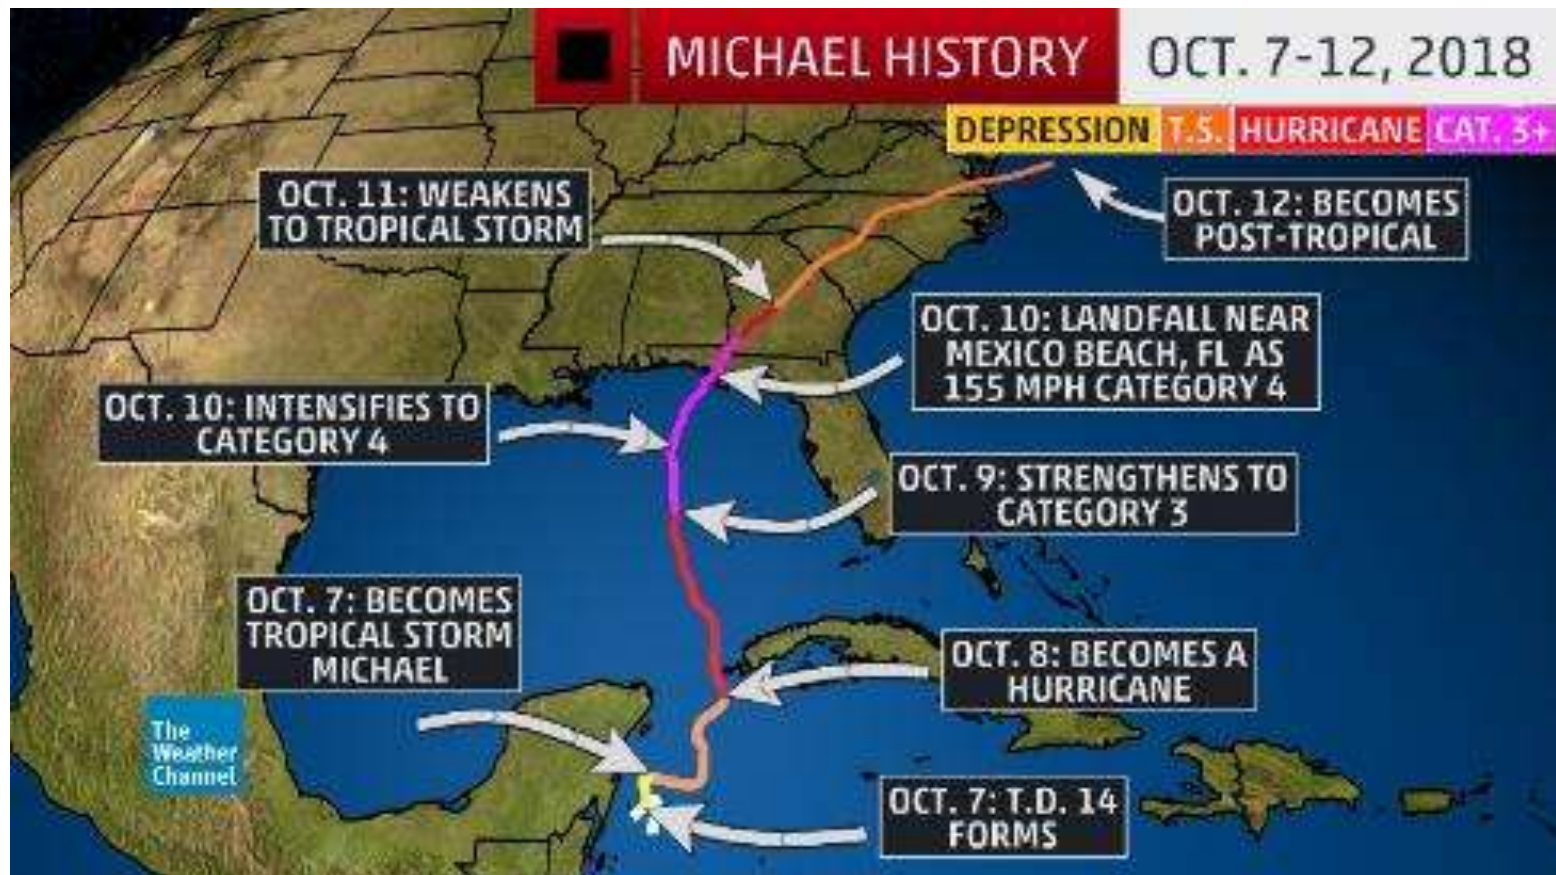 MICHAEL HISTORY
OCT. 7-12, 2018
DEPRESSION T.S. HURRICANE CAT. 3+
OCT. 11: WEAKENS
TO TROPICAL STORM
OCT. 12: BECOMES
POST-TROPICAL
OCT. 10: LANDFALL NEAR
MEXICO BEACH, FL AS
155 MPH CATEGORY 4
OCT. 10: INTENSIFIES TO
CATEGORY 4
OCT. 9: STRENGTHENS TO
CATEGORY 3
OCT. 7: BECOMES
TROPICAL STORM
MICHAEL
OCT. 8: BECOMES A
HURRICANE
The
Weather
Channel
OCT. 7: T.D. 14
FORMS